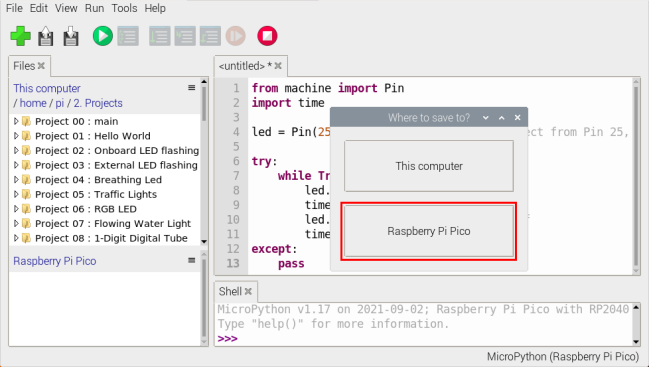 File Edit View Run Tools Help
Files
This computer
/ home / pi / 2. Projects
Project 00 : main
Project 01 : Hello World
Project 02 : Onboard LED flashing
Project 03 : External LED flashing
Project 04 : Breathing Led
Project 05 : Traffic Lights
Project 06 : RGB LED
Project 07 : Flowing Water Light
Project 08 : 1-Digit Digital Tube
Raspberry Pi Pico
<untitled> *
1 from machine import Pin
2 import time
3
4 led = Pin(25 ect from Pin 25,
5
6 try:
7 while Tr
8 led.
9 time
10 led.
11 time
12 except:
13 pass
Where to save to?
This computer
Raspberry Pi Pico
Shell
MicroPython v1.17 on 2021-09-02; Raspberry Pi Pico with RP2040
Type "help()" for more information.
>>>
MicroPython (Raspberry Pi Pico)